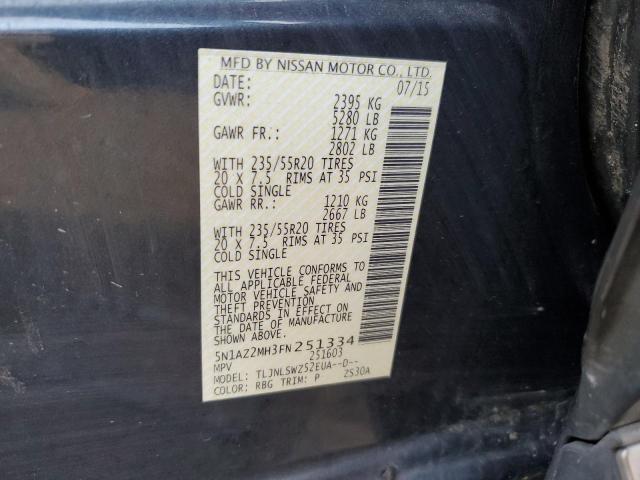 MFD BY NISSAN MOTOR CO., LTD.
DATE: 07/15
GVWR: 2395 KG
5280 LB
GAWR FR.: 1271 KG
2802 LB
WITH 235/55R20 TIRES
20 X 7.5 RIMS AT 35 PSI
COLD SINGLE
GAWR RR.: 1210 KG
2667 LB
WITH 235/55R20 TIRES
20 X 7.5 RIMS AT 35 PSI
COLD SINGLE
THIS VEHICLE CONFORMS TO
ALL APPLICABLE FEDERAL
MOTOR VEHICLE SAFETY AND
THEFT PREVENTION
STANDARDS IN EFFECT ON
THE DATE OF MANUFACTURE
SHOWN ABOVE.
5N1AZ2MH3FN251334
MPV 251603
MODEL: TLJNLSWZ52EUA--D--
COLOR: RBG TRIM: P 2S30A